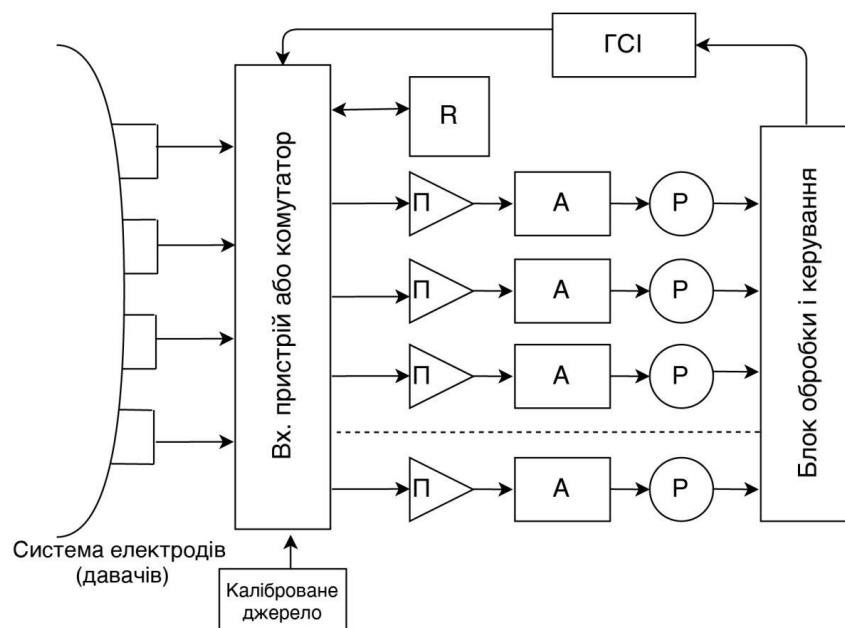 ГСІ
R
П А Р
П А Р
П А Р
П А Р
Вх. пристрій або комутатор
Блок обробки і керування
Система електродів
(давачів)
Каліброване
джерело